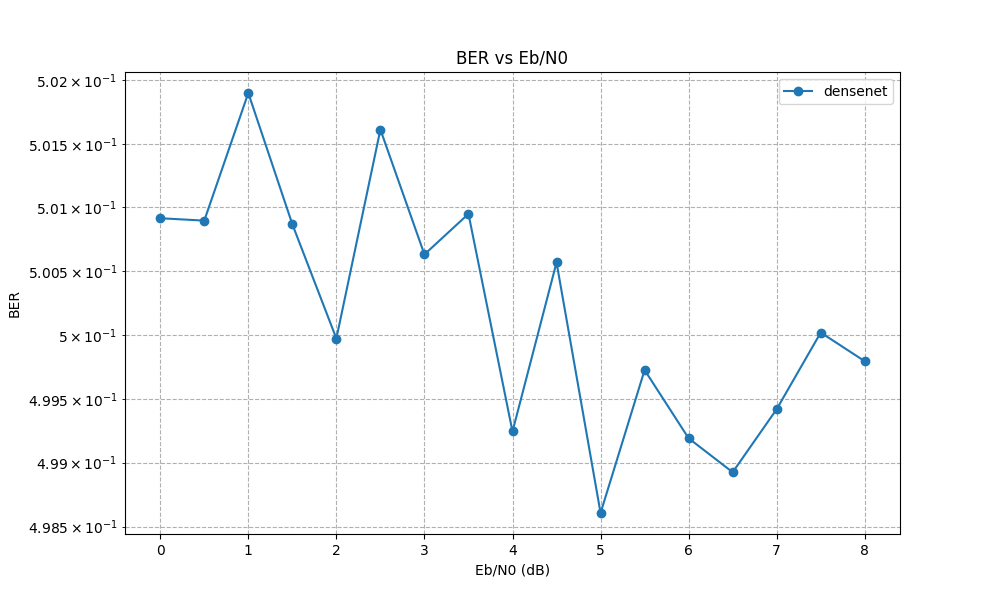 BER vs Eb/N0
densenet
5.02 × 10⁻¹
5.015 × 10⁻¹
5.01 × 10⁻¹
5.005 × 10⁻¹
5 × 10⁻¹
4.995 × 10⁻¹
4.99 × 10⁻¹
4.985 × 10⁻¹
BER
0 1 2 3 4 5 6 7 8
Eb/N0 (dB)